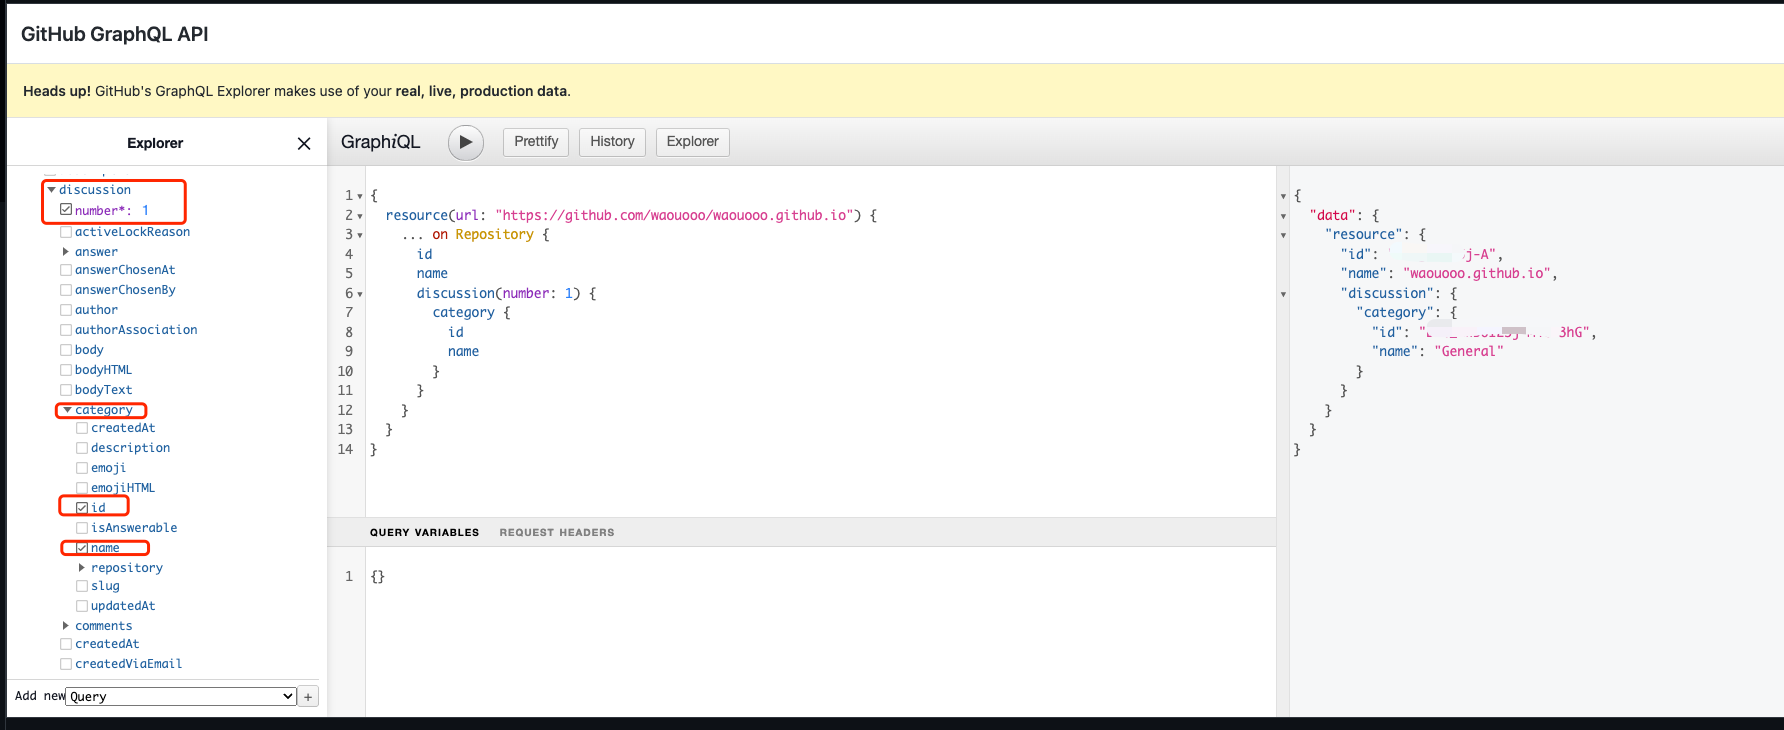 GitHub GraphQL API
Heads up! GitHub's GraphQL Explorer makes use of your real, live, production data.
Explorer
GraphiQL
Prettify
History
Explorer
discussion
number*: 1
activeLockReason
answer
answerChosenAt
answerChosenBy
author
authorAssociation
body
bodyHTML
bodyText
category
createdAt
description
emoji
emojiHTML
id
isAnswerable
name
repository
slug
updatedAt
comments
createdAt
createdViaEmail
Add new Query +
1 {
2 resource(url: "https://github.com/waouooo/waouooo.github.io") {
3 ... on Repository {
4 id
5 name
6 discussion(number: 1) {
7 category {
8 id
9 name
10 }
11 }
12 }
13 }
14 }
QUERY VARIABLES REQUEST HEADERS
1 {}
{
"data": {
"resource": {
"id": j-A",
"name": "waouooo.github.io",
"discussion": {
"category": {
"id": " 3hG",
"name": "General"
}
}
}
}
}